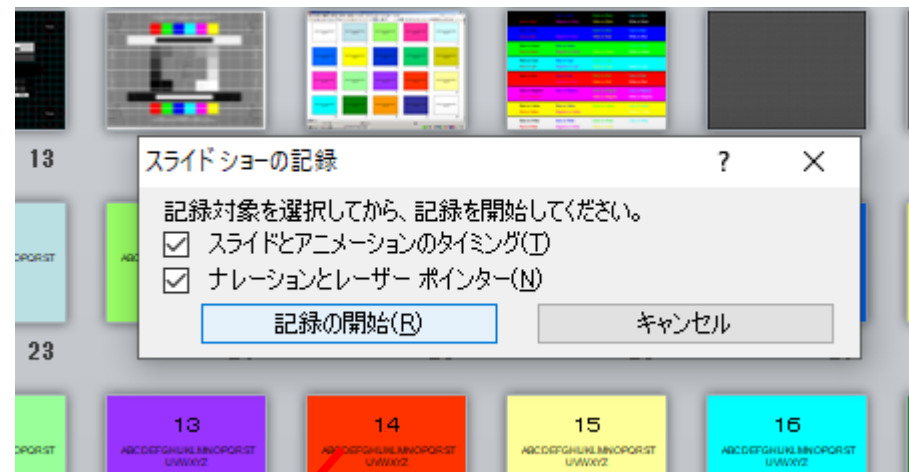 13
スライド ショーの記録
?
記録対象を選択してから、記録を開始してください。
スライドとアニメーションのタイミング(T)
ナレーションとレーザー ポインター(N)
記録の開始(R)
キャンセル
23
13
14
15
16
ABCDEFGHIJKLMNOPQRST
UVWXYZ
ABCDEFGHIJKLMNOPQRST
UVWXYZ
ABCDEFGHIJKLMNOPQRST
UVWXYZ
ABCDEFGHIJKLMNOPQRST
UVWXYZ